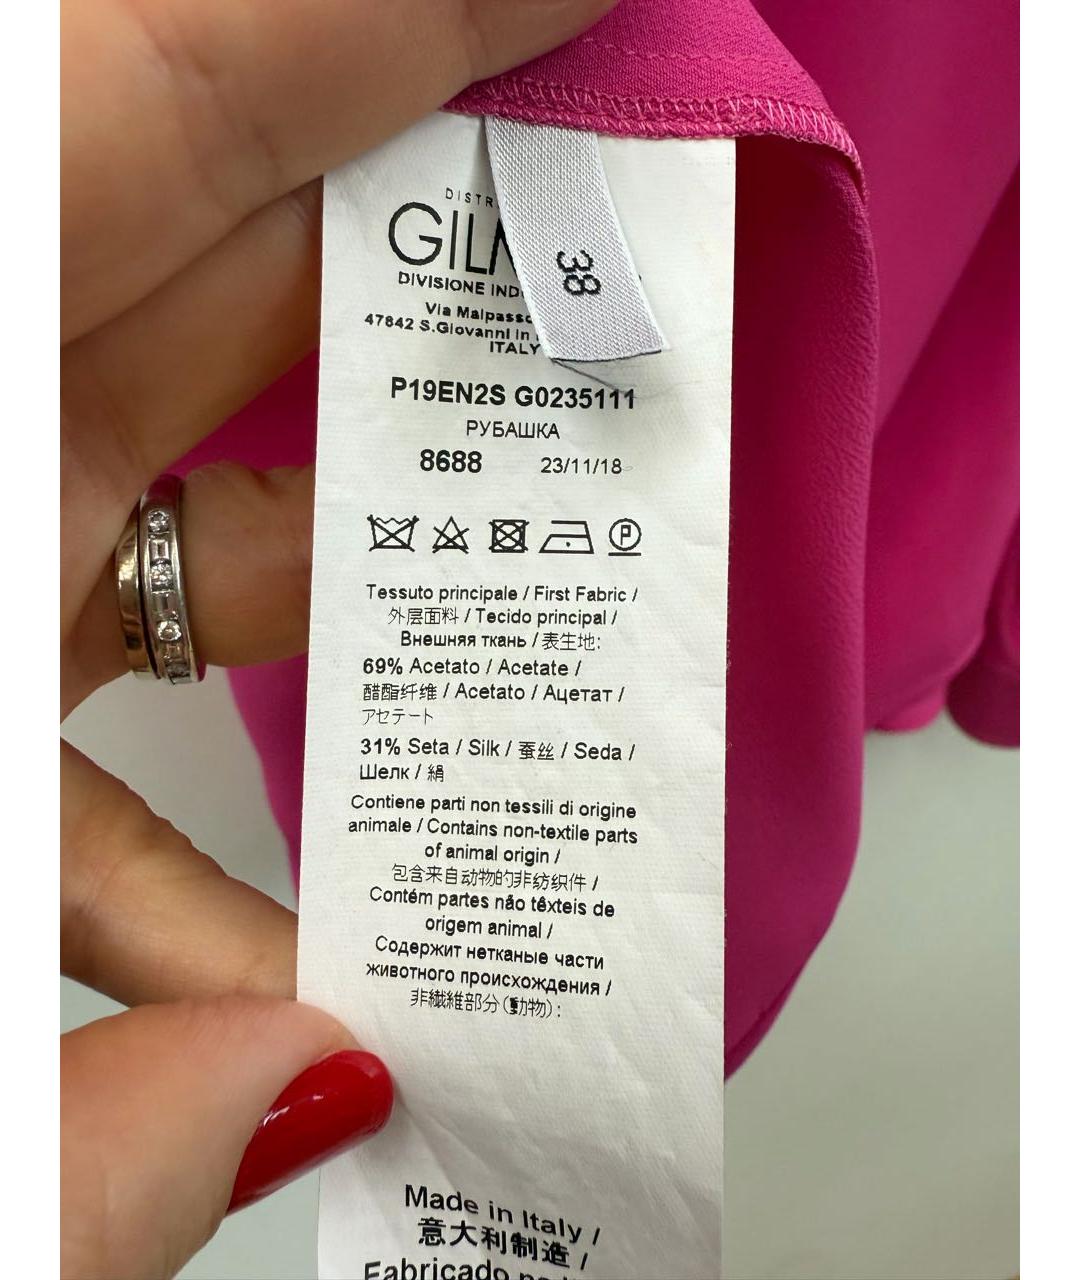 38
P19EN2S G0235111
РУБАШКА
8688 23/11/18
P
Tessuto principale / First Fabric /
外层面料 / Tecido principal /
Внешняя ткань / 表生地:
69% Acetato / Acetate /
醋酯纤维 / Acetato / Ацетат /
アセテート
31% Seta / Silk / 蚕丝 / Seda /
Шелк / 絹
Contiene parti non tessili di origine
animale / Contains non-textile parts
of animal origin /
包含来自动物的非纺织件 /
Contém partes não têxteis de
origem animal /
Содержит нетканые части
животного происхождения /
非繊維部分(動物):
Made in Italy /
意大利制造 /
Fabricado
DIVISIONE
Via
47842 S.Giovanni in
ITALY